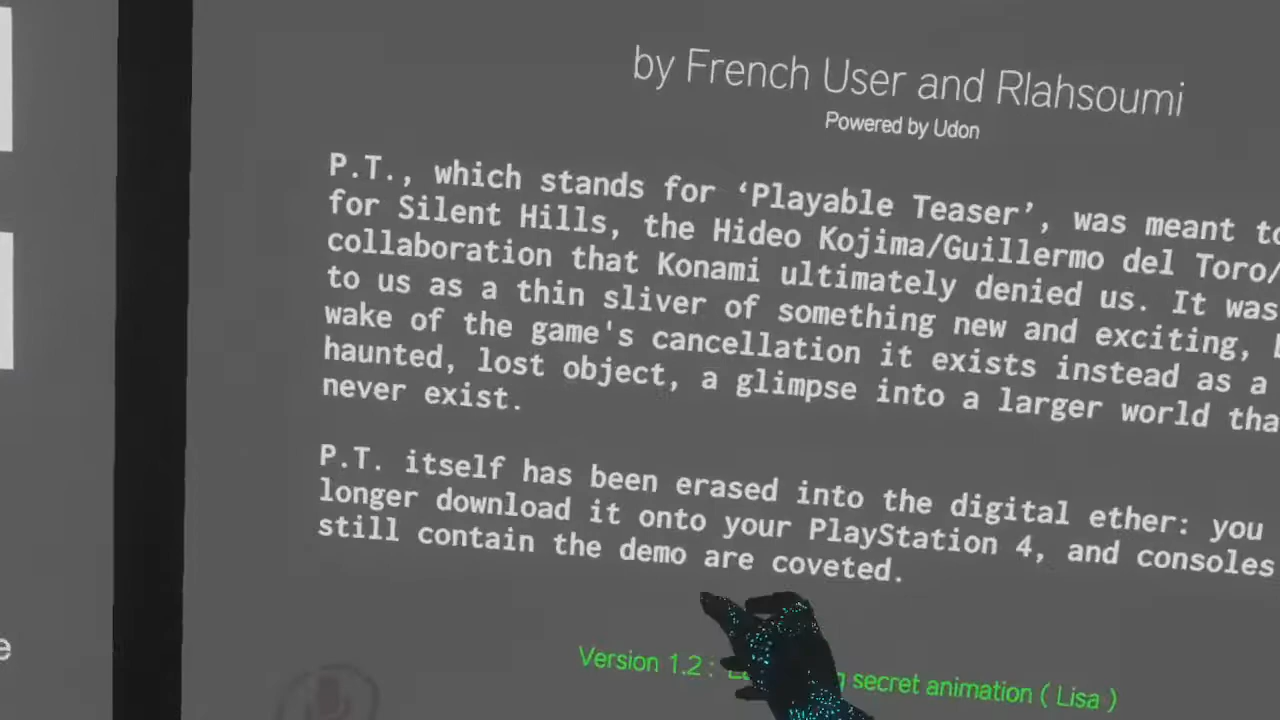 by French User and Rlahsoumi
Powered by Udon
P.T., which stands for ‘Playable Teaser’, was meant to
for Silent Hills, the Hideo Kojima/Guillermo del Toro/
collaboration that Konami ultimately denied us. It was
to us as a thin sliver of something new and exciting,
wake of the game's cancellation it exists instead as a
haunted, lost object, a glimpse into a larger world tha
never exist.
P.T. itself has been erased into the digital ether: you
longer download it onto your PlayStation 4, and consoles
still contain the demo are coveted.
Version 1.2 : secret animation ( Lisa )
e